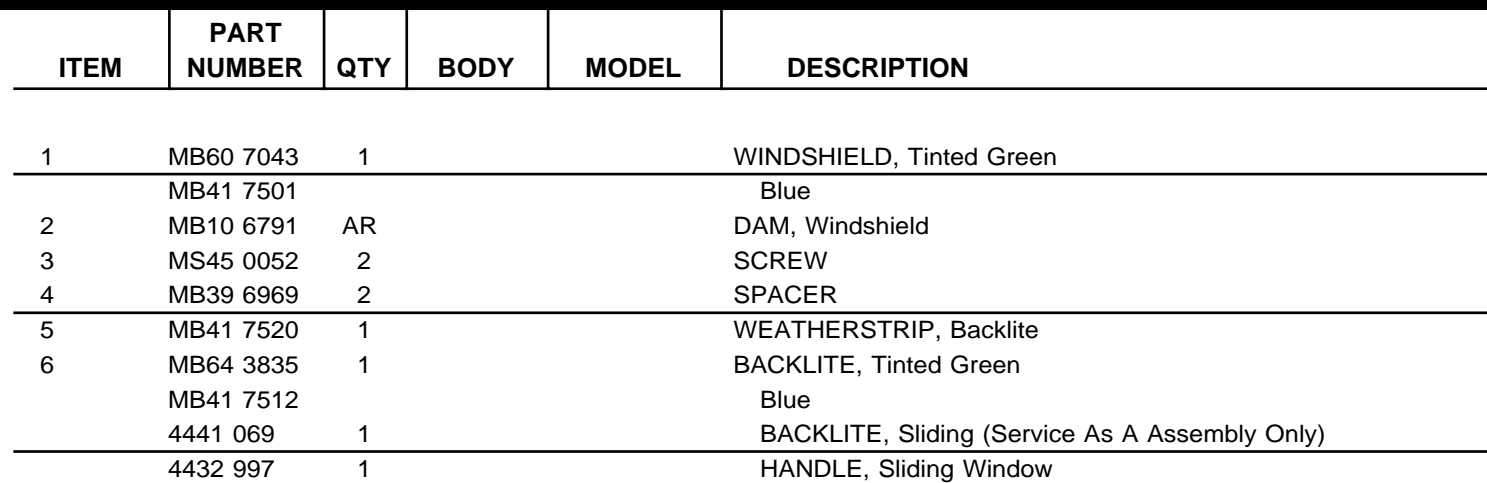 PART
ITEM NUMBER QTY BODY MODEL DESCRIPTION
1 MB60 7043 1 WINDSHIELD, Tinted Green
MB41 7501 Blue
2 MB10 6791 AR DAM, Windshield
3 MS45 0052 2 SCREW
4 MB39 6969 2 SPACER
5 MB41 7520 1 WEATHERSTRIP, Backlite
6 MB64 3835 1 BACKLITE, Tinted Green
MB41 7512 Blue
4441 069 1 BACKLITE, Sliding (Service As A Assembly Only)
4432 997 1 HANDLE, Sliding Window